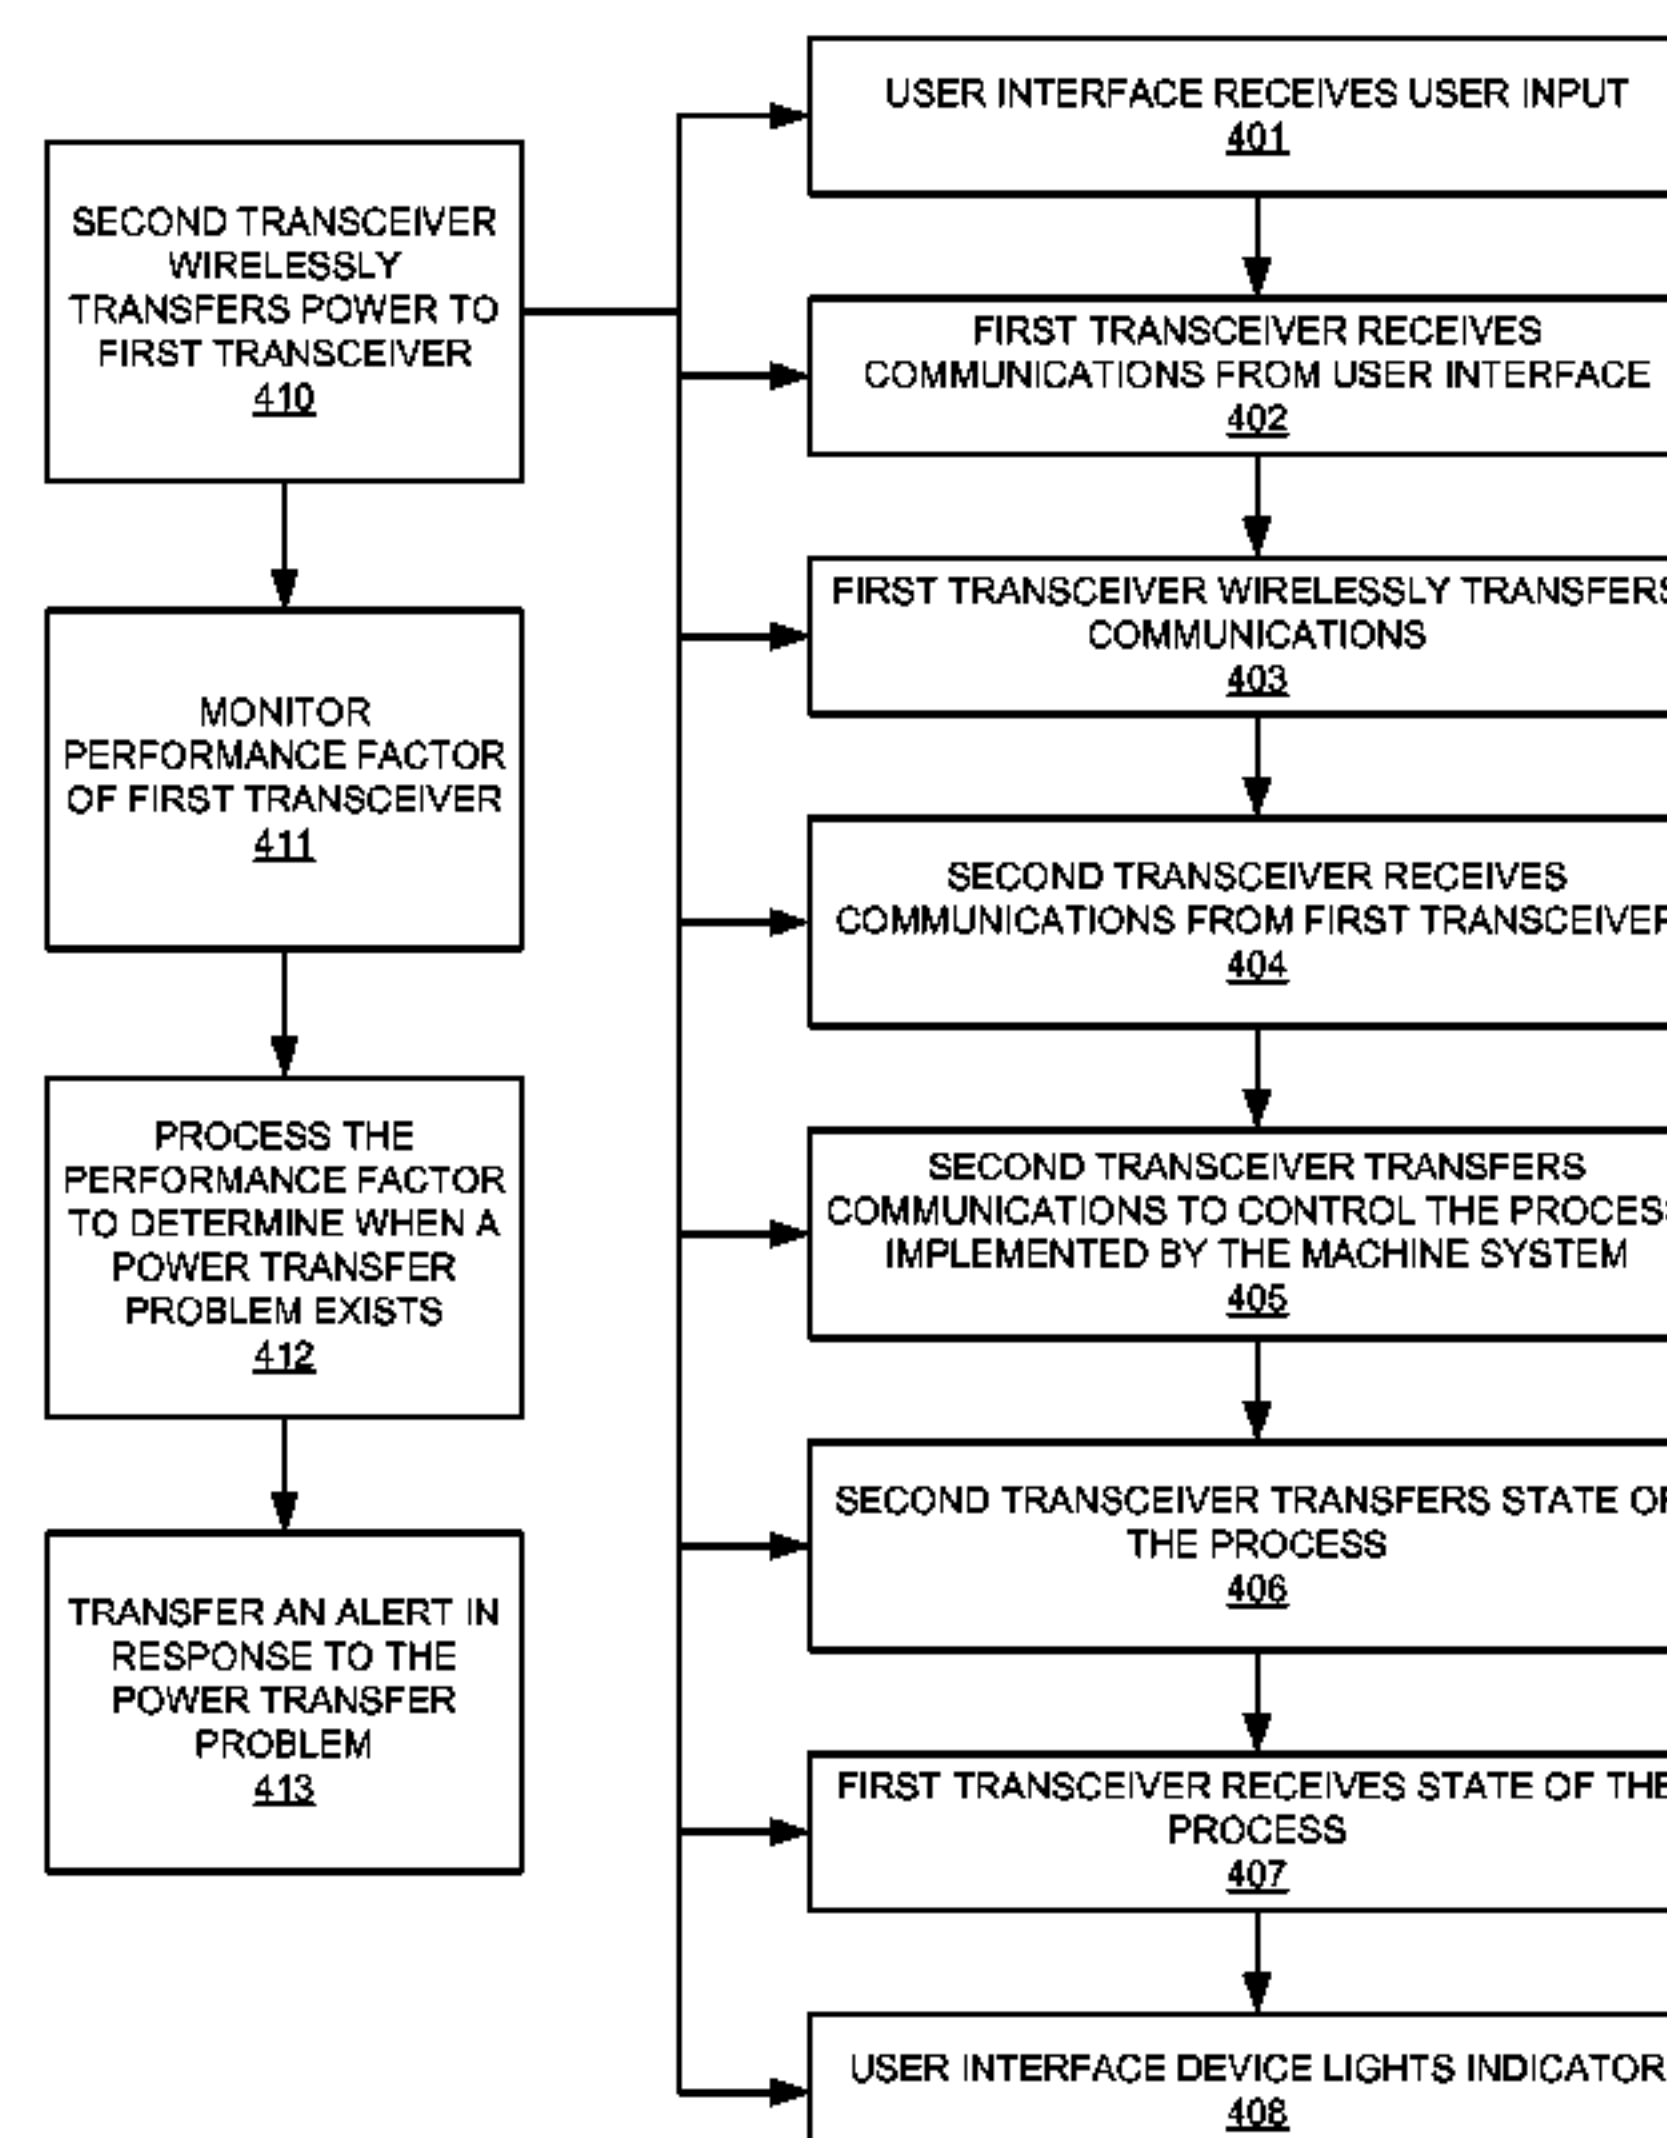 SECOND TRANSCEIVER
WIRELESSLY
TRANSFERS POWER TO
FIRST TRANSCEIVER
410
MONITOR
PERFORMANCE FACTOR
OF FIRST TRANSCEIVER
411
PROCESS THE
PERFORMANCE FACTOR
TO DETERMINE WHEN A
POWER TRANSFER
PROBLEM EXISTS
412
TRANSFER AN ALERT IN
RESPONSE TO THE
POWER TRANSFER
PROBLEM
413
USER INTERFACE RECEIVES USER INPUT
401
FIRST TRANSCEIVER RECEIVES
COMMUNICATIONS FROM USER INTERFACE
402
FIRST TRANSCEIVER WIRELESSLY TRANSFERS
COMMUNICATIONS
403
SECOND TRANSCEIVER RECEIVES
COMMUNICATIONS FROM FIRST TRANSCEIVER
404
SECOND TRANSCEIVER TRANSFERS
COMMUNICATIONS TO CONTROL THE PROCESS
IMPLEMENTED BY THE MACHINE SYSTEM
405
SECOND TRANSCEIVER TRANSFERS STATE OF
THE PROCESS
406
FIRST TRANSCEIVER RECEIVES STATE OF THE
PROCESS
407
USER INTERFACE DEVICE LIGHTS INDICATOR
408